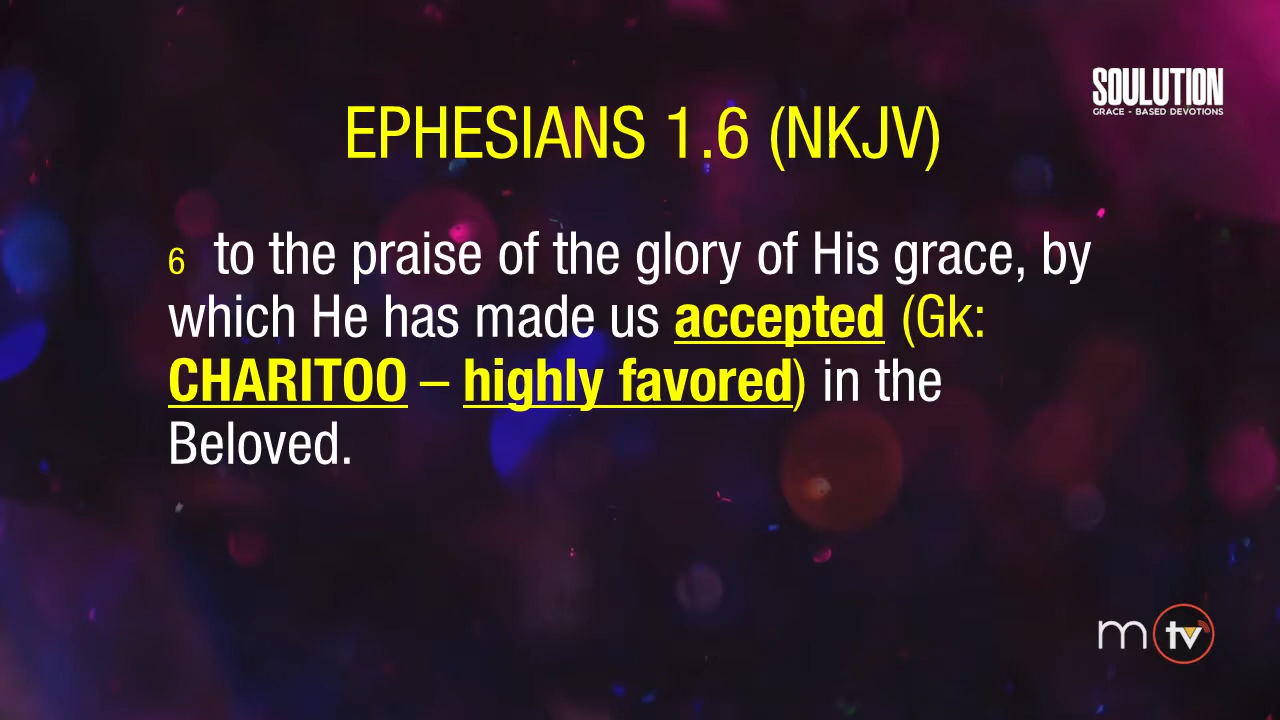 SOULUTION
GRACE - BASED DEVOTIONS
EPHESIANS 1.6 (NKJV)
6 to the praise of the glory of His grace, by
which He has made us accepted (Gk:
CHARITOO – highly favored) in the
Beloved.
m tv